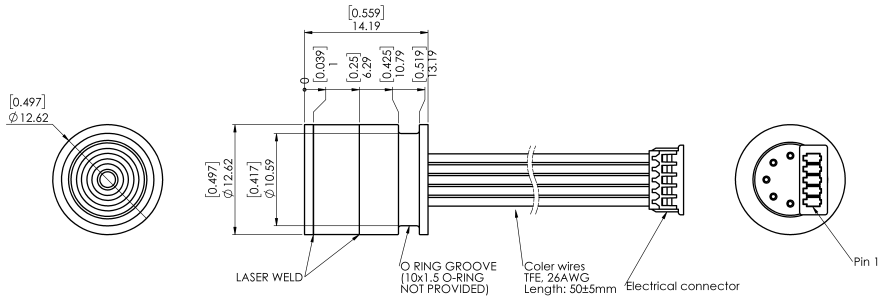 [0.559]
14.19
0
[0.039]
1
[0.25]
6.29
[0.425]
10.79
[0.519]
13.19
[0.497]
Ø12.62
[0.497]
Ø12.62
[0.417]
Ø10.59
LASER WELD
O RING GROOVE
(10x1.5 O-RING
NOT PROVIDED)
Coler wires
TFE, 26AWG
Length: 50±5mm
Electrical connector
Pin 1